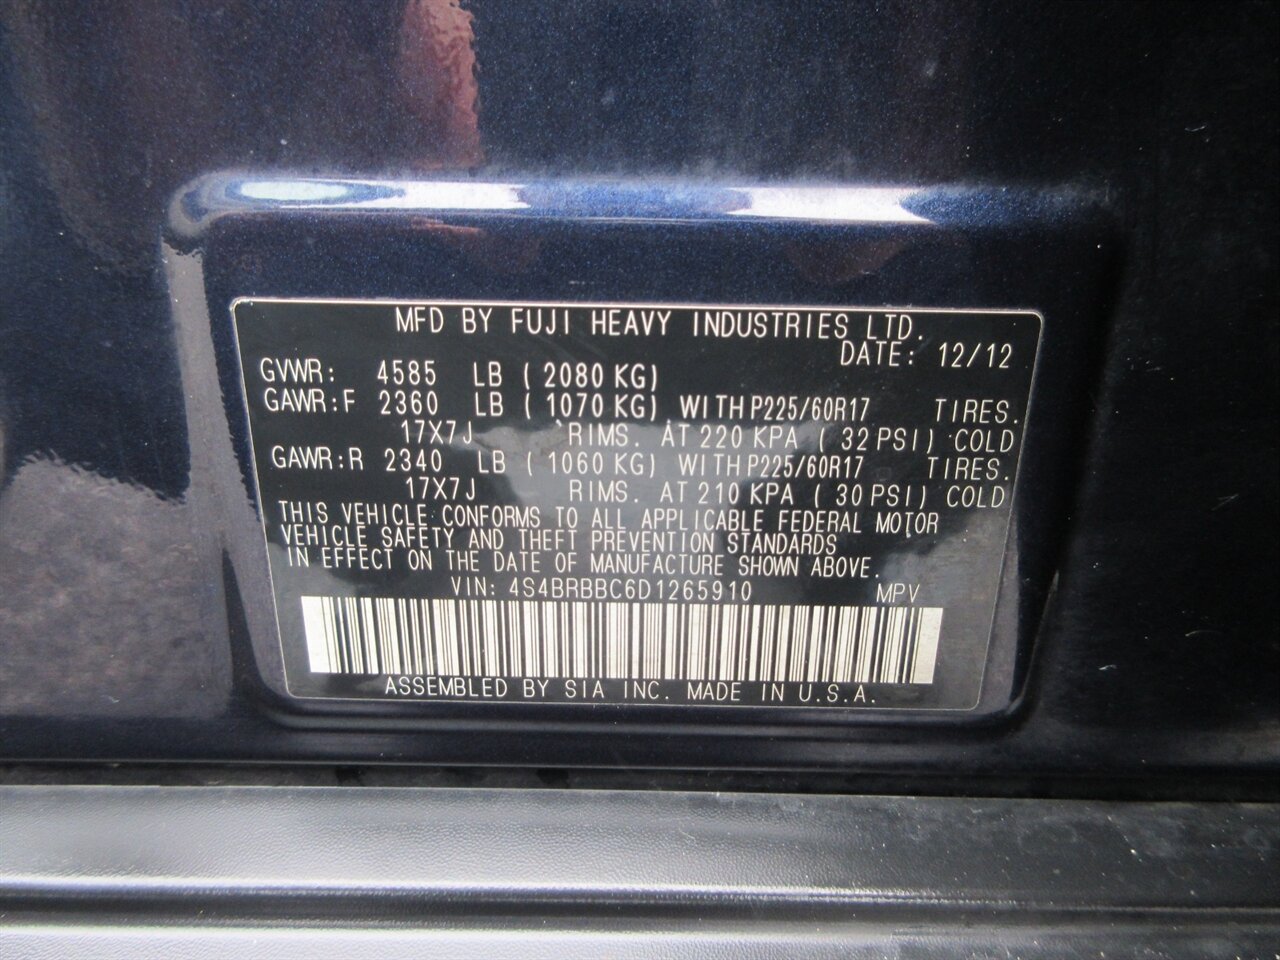 MFD BY FUJI HEAVY INDUSTRIES LTD.
DATE: 12/12
GVWR: 4585 LB (2080 KG)
GAWR:F 2360 LB (1070 KG) WITH P225/60R17 TIRES.
17X7J RIMS. AT 220 KPA (32 PSI) COLD
GAWR:R 2340 LB (1060 KG) WITH P225/60R17 TIRES.
17X7J RIMS. AT 210 KPA (30 PSI) COLD
THIS VEHICLE CONFORMS TO ALL APPLICABLE FEDERAL MOTOR
VEHICLE SAFETY AND THEFT PREVENTION STANDARDS
IN EFFECT ON THE DATE OF MANUFACTURE SHOWN ABOVE.
VIN: 4S4BRBBC6D1265910 MPV
ASSEMBLED BY SIA INC. MADE IN U.S.A.